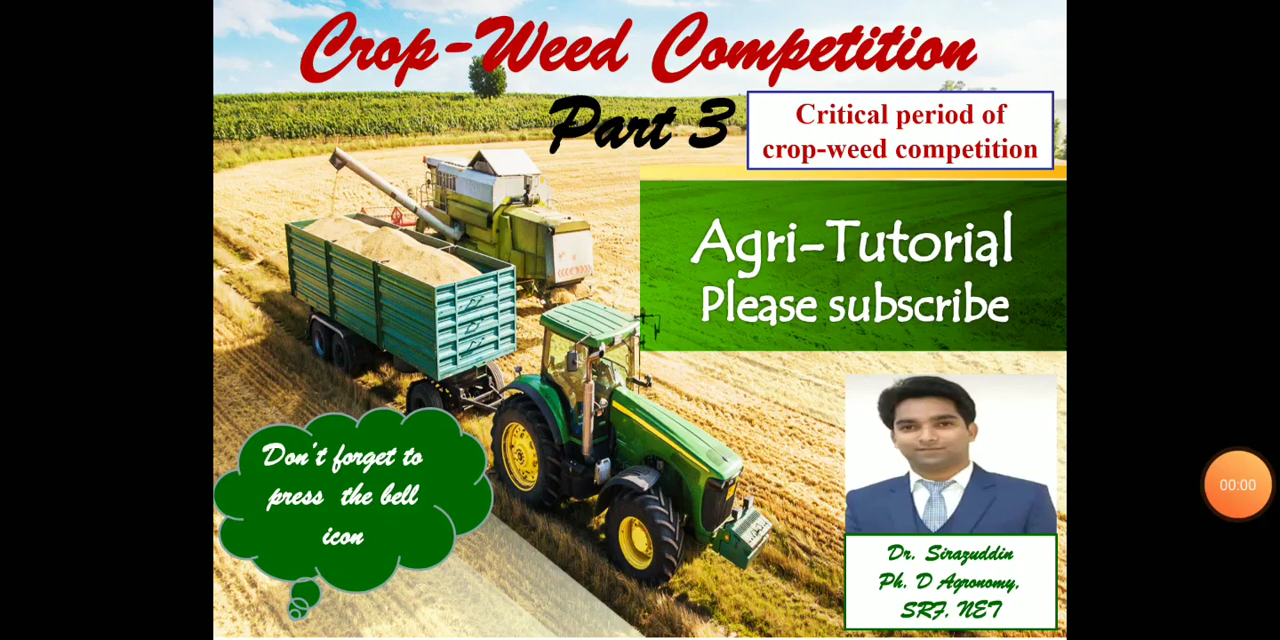 Crop-Weed Competition
Part 3
Critical period of
crop-weed competition
Agri-Tutorial
Please subscribe
Don't forget to
press the bell
icon
00:00
Dr. Sirazuddin
Ph. D Agronomy,
SRF, NET